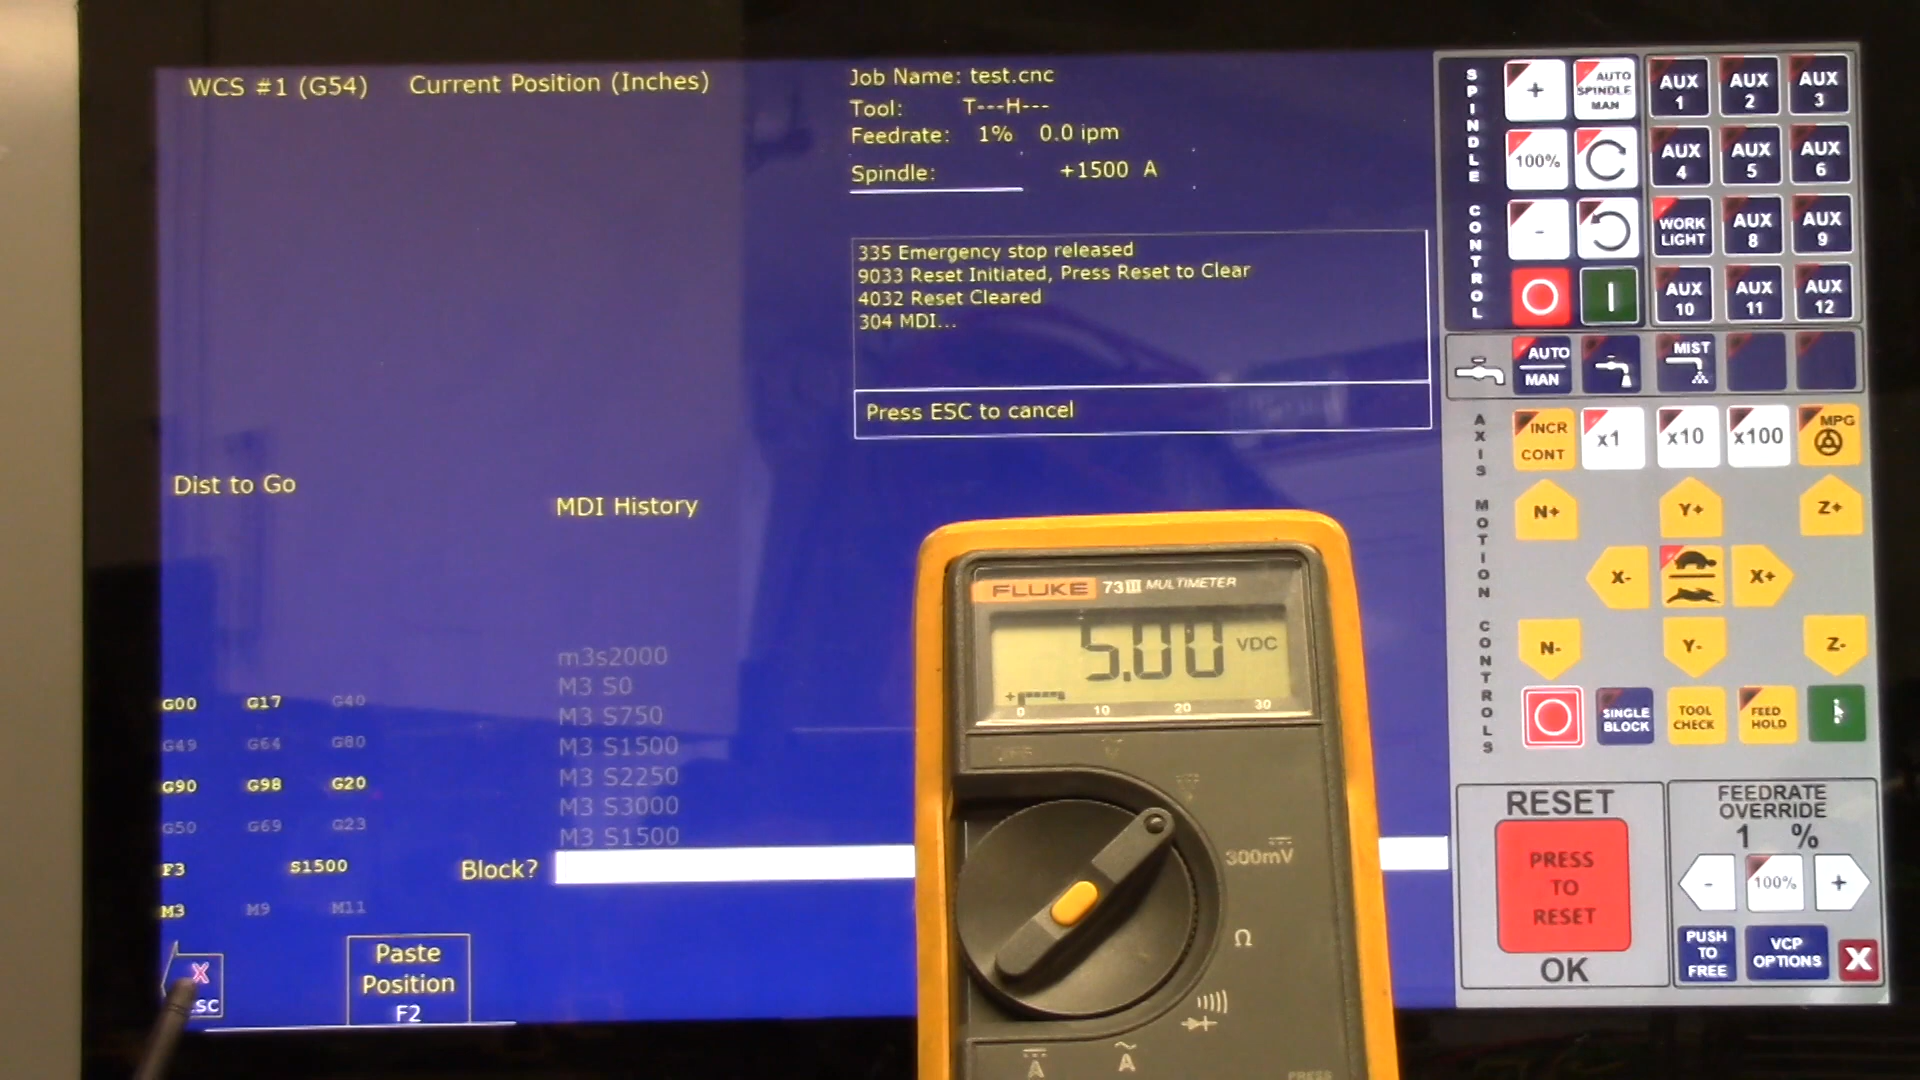 WCS #1 (G54) Current Position (Inches)
Job Name: test.cnc
Tool: T---H---
Feedrate: 1% 0.0 ipm
Spindle: +1500 A
335 Emergency stop released
9033 Reset Initiated, Press Reset to Clear
4032 Reset Cleared
304 MDI...
Press ESC to cancel
Dist to Go
MDI History
m3s2000
M3 S0
M3 S750
M3 S1500
M3 S2250
M3 S3000
M3 S1500
Block?
G00 G17 G40
G49 G64 G80
G90 G98 G20
G50 G69 G23
F3 S1500
M3 M9 M11
X
SC
Paste
Position
F2
FLUKE 73III MULTIMETER
5.00 VDC
+
0 10 20 30
OFF V
300mV
Ω
A A
PRESS
SPINDLE CONTROL
+
AUTO
SPINDLE
MAN
100%
-
AUX
1
AUX
2
AUX
3
AUX
4
AUX
5
AUX
6
WORK
LIGHT
AUX
8
AUX
9
AUX
10
AUX
11
AUX
12
AUTO
MAN
MIST
AXIS MOTION CONTROLS
INCR
CONT
x1
x10
x100
MPG
N+
Y+
Z+
X-
X+
N-
Y-
Z-
SINGLE
BLOCK
TOOL
CHECK
FEED
HOLD
RESET
PRESS
TO
RESET
OK
FEEDRATE
OVERRIDE
1 %
-
100%
+
PUSH
TO
FREE
VCP
OPTIONS
X